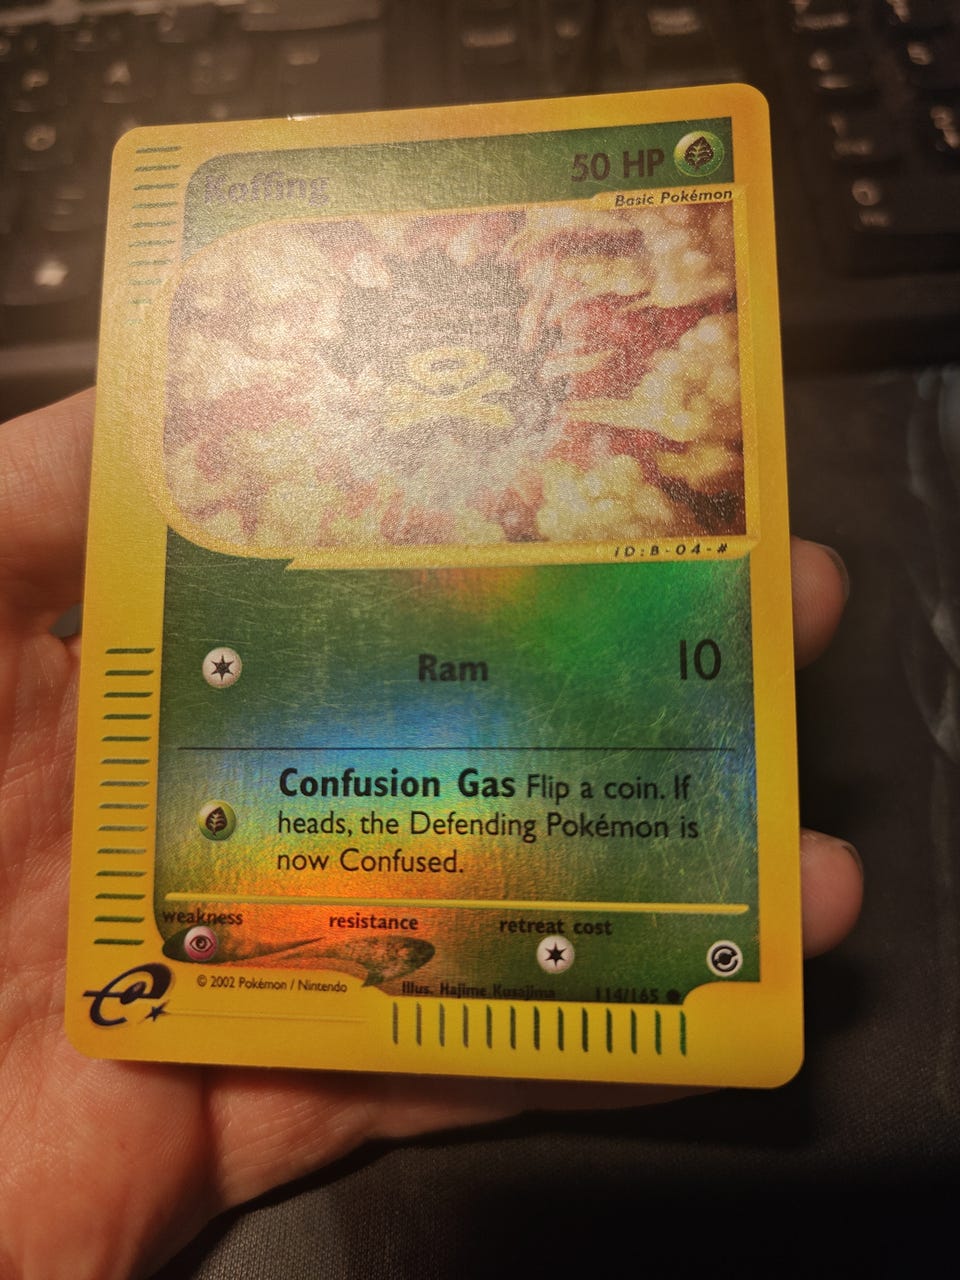 Koffing
50 HP
Basic Pokémon
ID:B-04-#
Ram 10
Confusion Gas Flip a coin. If
heads, the Defending Pokémon is
now Confused.
weakness resistance retreat cost
© 2002 Pokémon / Nintendo
Illus. Hajime Kusajima 114/165